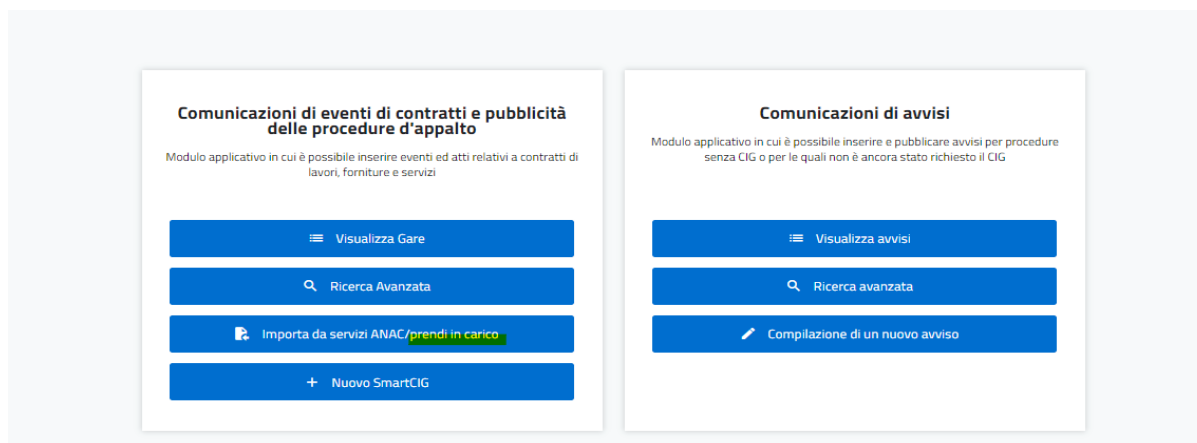 Comunicazioni di eventi di contratti e pubblicità
delle procedure d'appalto
Modulo applicativo in cui è possibile inserire eventi ed atti relativi a contratti di
lavori, forniture e servizi
Visualizza Gare
Ricerca Avanzata
Importa da servizi ANAC/prendi in carico
Nuovo SmartCIG
Comunicazioni di avvisi
Modulo applicativo in cui è possibile inserire e pubblicare avvisi per procedure
senza CIG o per le quali non è ancora stato richiesto il CIG
Visualizza avvisi
Ricerca avanzata
Compilazione di un nuovo avviso